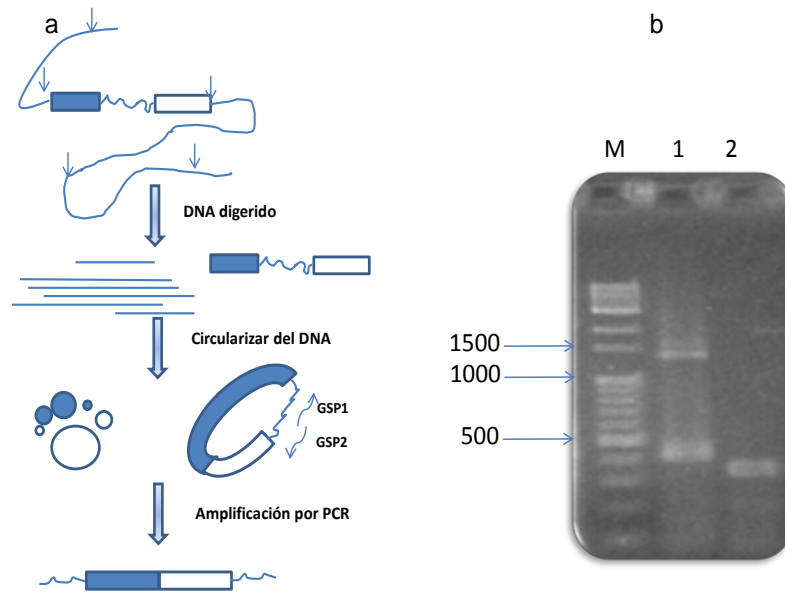 a
DNA digerido
Circularizar del DNA
GSP1
GSP2
Amplificación por PCR
b
M 1 2
1500
1000
500